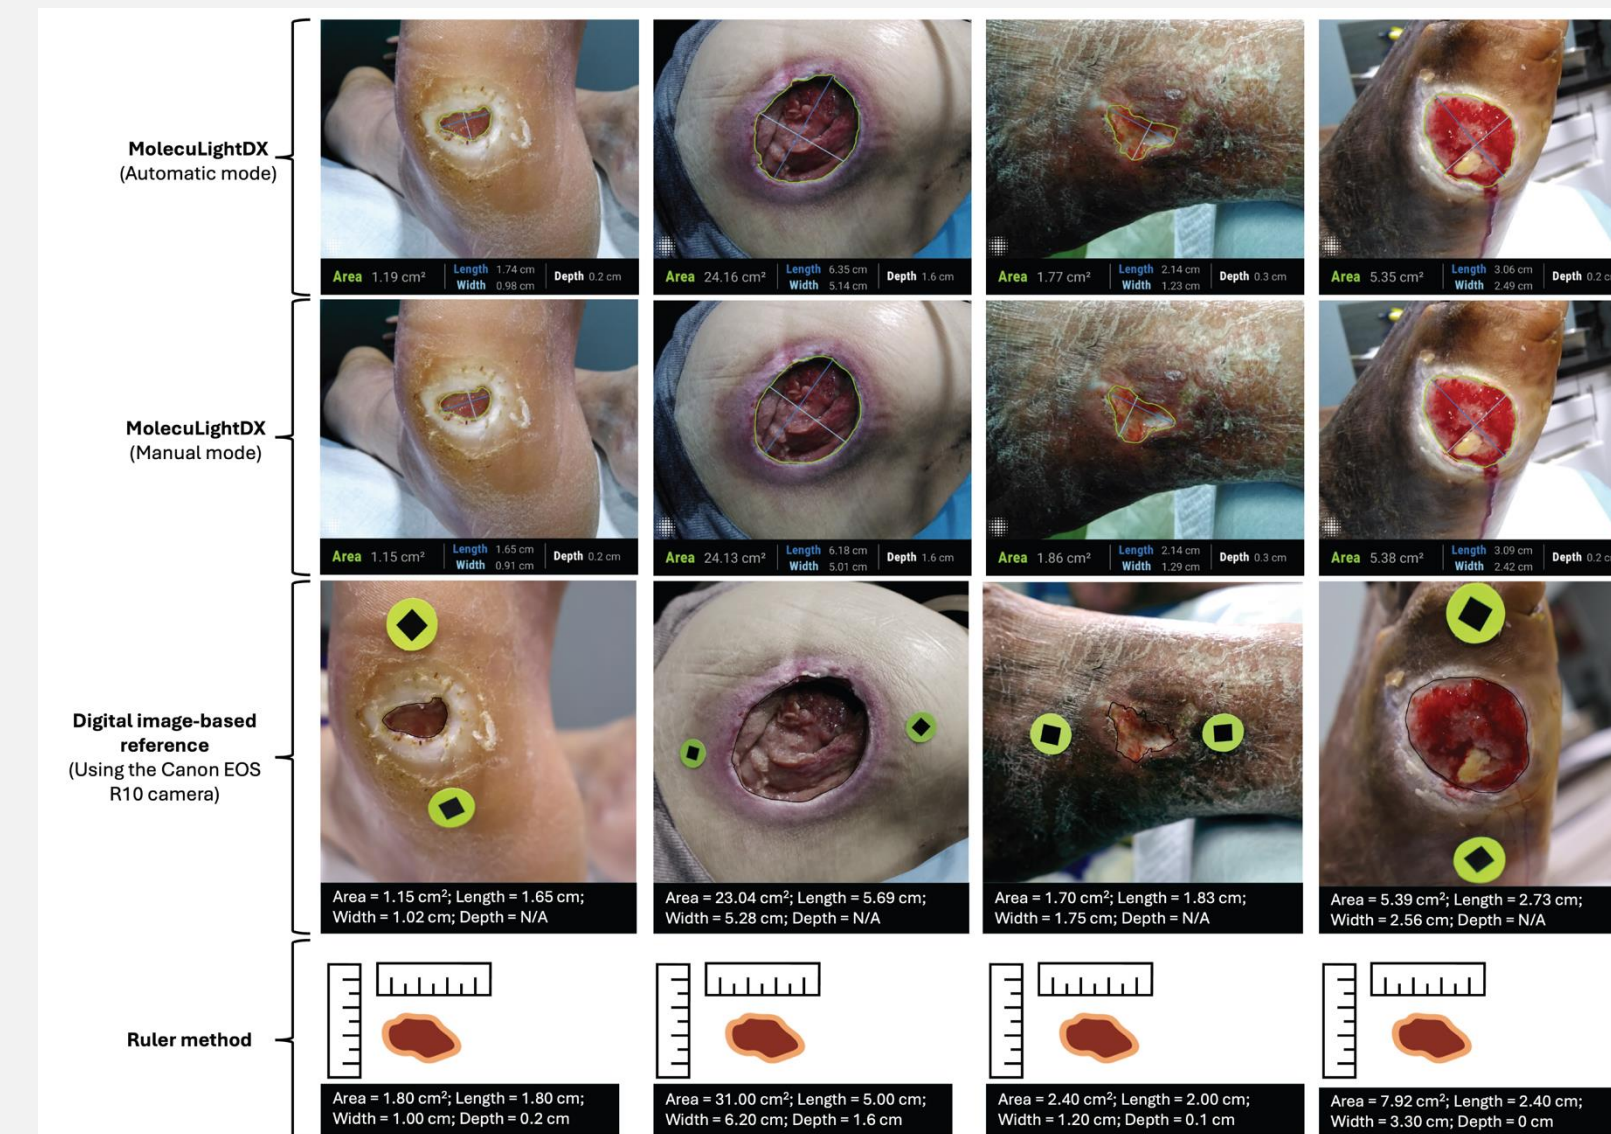 MolecuLightDX
(Automatic mode)
Area 1.19 cm² Length 1.74 cm Width 0.98 cm Depth 0.2 cm
Area 24.16 cm² Length 6.35 cm Width 5.14 cm Depth 1.6 cm
Area 1.77 cm² Length 2.14 cm Width 1.23 cm Depth 0.3 cm
Area 5.35 cm² Length 3.06 cm Width 2.49 cm Depth 0.2 c
MolecuLightDX
(Manual mode)
Area 1.15 cm² Length 1.65 cm Width 0.91 cm Depth 0.2 cm
Area 24.13 cm² Length 6.18 cm Width 5.01 cm Depth 1.6 cm
Area 1.86 cm² Length 2.14 cm Width 1.29 cm Depth 0.3 cm
Area 5.38 cm² Length 3.09 cm Width 2.42 cm Depth 0.2 c
Digital image-based
reference
(Using the Canon EOS
R10 camera)
Area = 1.15 cm²; Length = 1.65 cm;
Width = 1.02 cm; Depth = N/A
Area = 23.04 cm²; Length = 5.69 cm;
Width = 5.28 cm; Depth = N/A
Area = 1.70 cm²; Length = 1.83 cm;
Width = 1.75 cm; Depth = N/A
Area = 5.39 cm²; Length = 2.73 cm;
Width = 2.56 cm; Depth = N/A
Ruler method
Area = 1.80 cm²; Length = 1.80 cm;
Width = 1.00 cm; Depth = 0.2 cm
Area = 31.00 cm²; Length = 5.00 cm;
Width = 6.20 cm; Depth = 1.6 cm
Area = 2.40 cm²; Length = 2.00 cm;
Width = 1.20 cm; Depth = 0.1 cm
Area = 7.92 cm²; Length = 2.40 cm;
Width = 3.30 cm; Depth = 0 cm